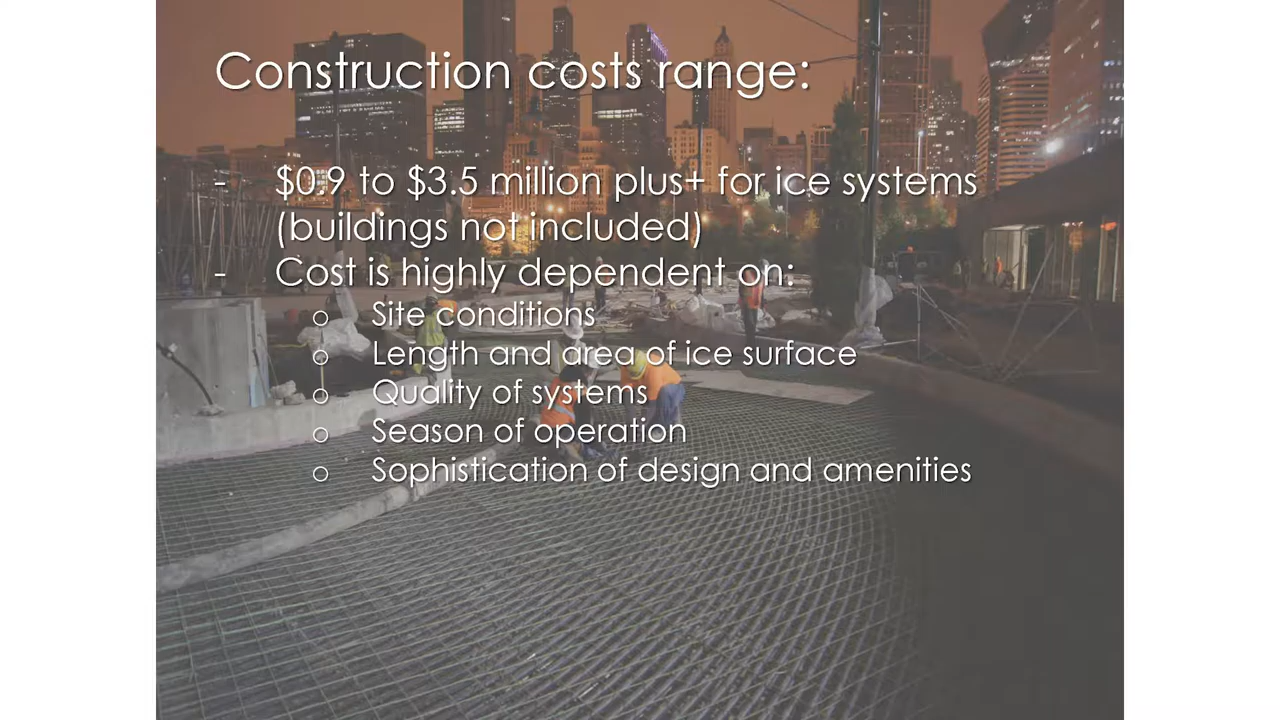 Construction costs range:
- $0.9 to $3.5 million plus+ for ice systems
(buildings not included)
- Cost is highly dependent on:
o Site conditions
o Length and area of ice surface
o Quality of systems
o Season of operation
o Sophistication of design and amenities